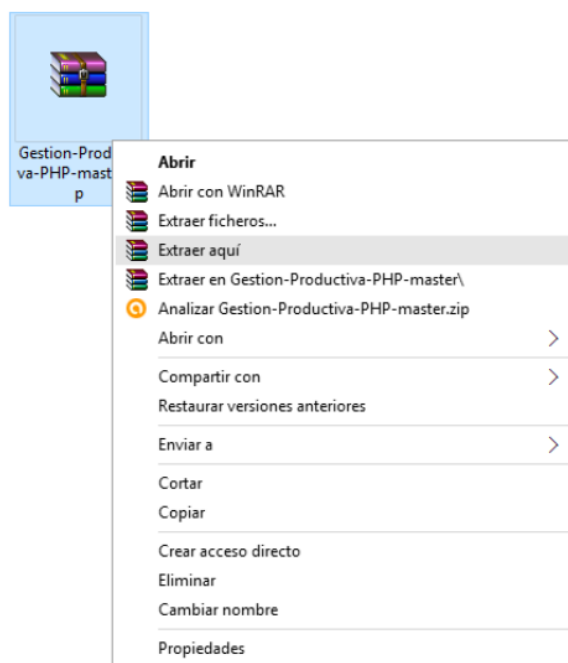 Gestion-Prod
va-PHP-mast
p
Abrir
Abrir con WinRAR
Extraer ficheros...
Extraer aquí
Extraer en Gestion-Productiva-PHP-master\
Analizar Gestion-Productiva-PHP-master.zip
Abrir con
Compartir con
Restaurar versiones anteriores
Enviar a
Cortar
Copiar
Crear acceso directo
Eliminar
Cambiar nombre
Propiedades